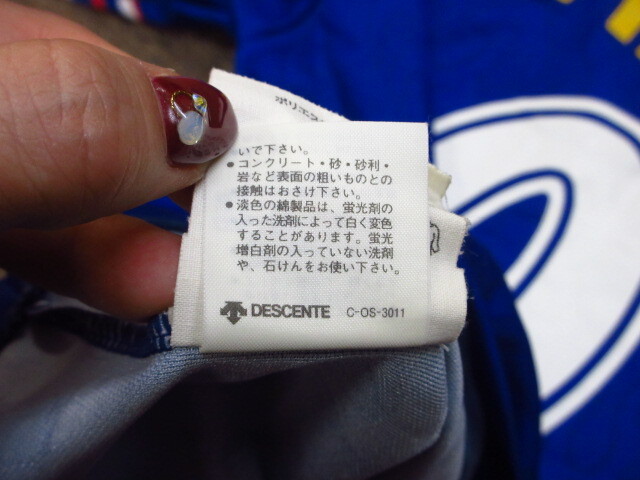 ポリエス
いで下さい。
●コンクリート・砂・砂利・
岩など表面の粗いものとの
接触はおさけ下さい。
●淡色の綿製品は、蛍光剤の
入った洗剤によって白く変色
することがあります。蛍光
増白剤の入っていない洗剤
や、石けんをお使い下さい。
DESCENTE C-OS-3011